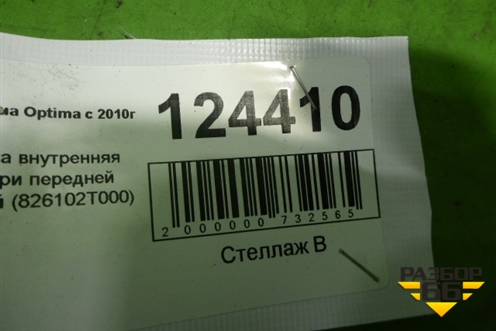 ма Optima с 2010г
124410
а внутренняя
ри передней
й (826102T000)
2 000000 732565
Стеллаж В
РАЗБОР
66